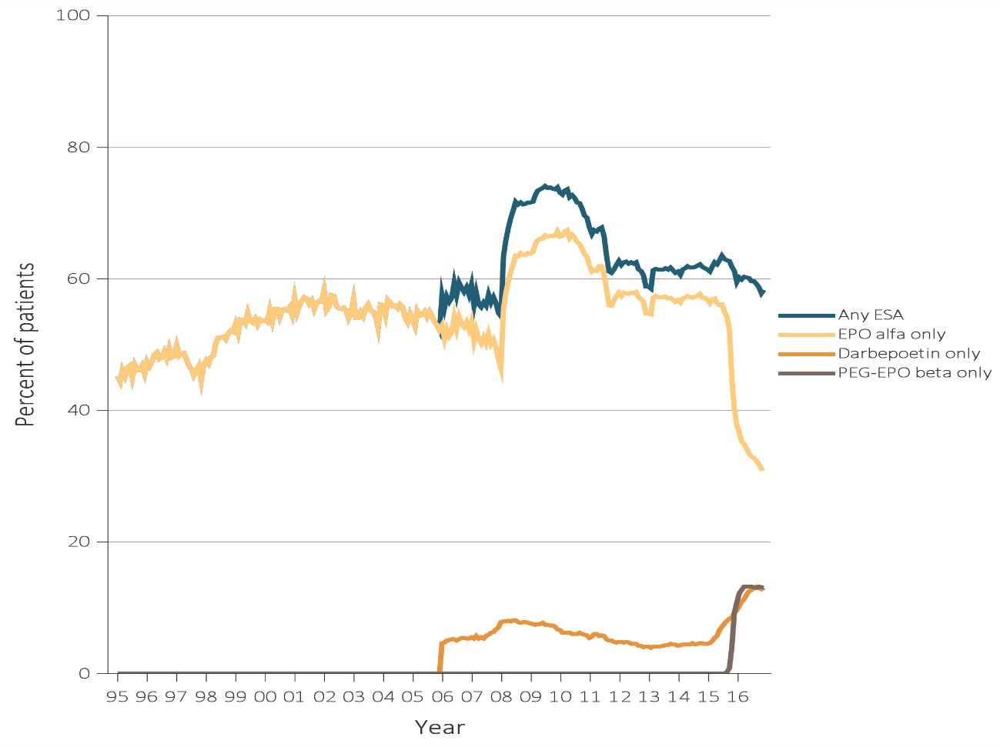 100
80
60
40
20
0
Percent of patients
95 96 97 98 99 00 01 02 03 04 05 06 07 08 09 10 11 12 13 14 15 16
Year
Any ESA
EPO alfa only
Darbepoetin only
PEG-EPO beta only